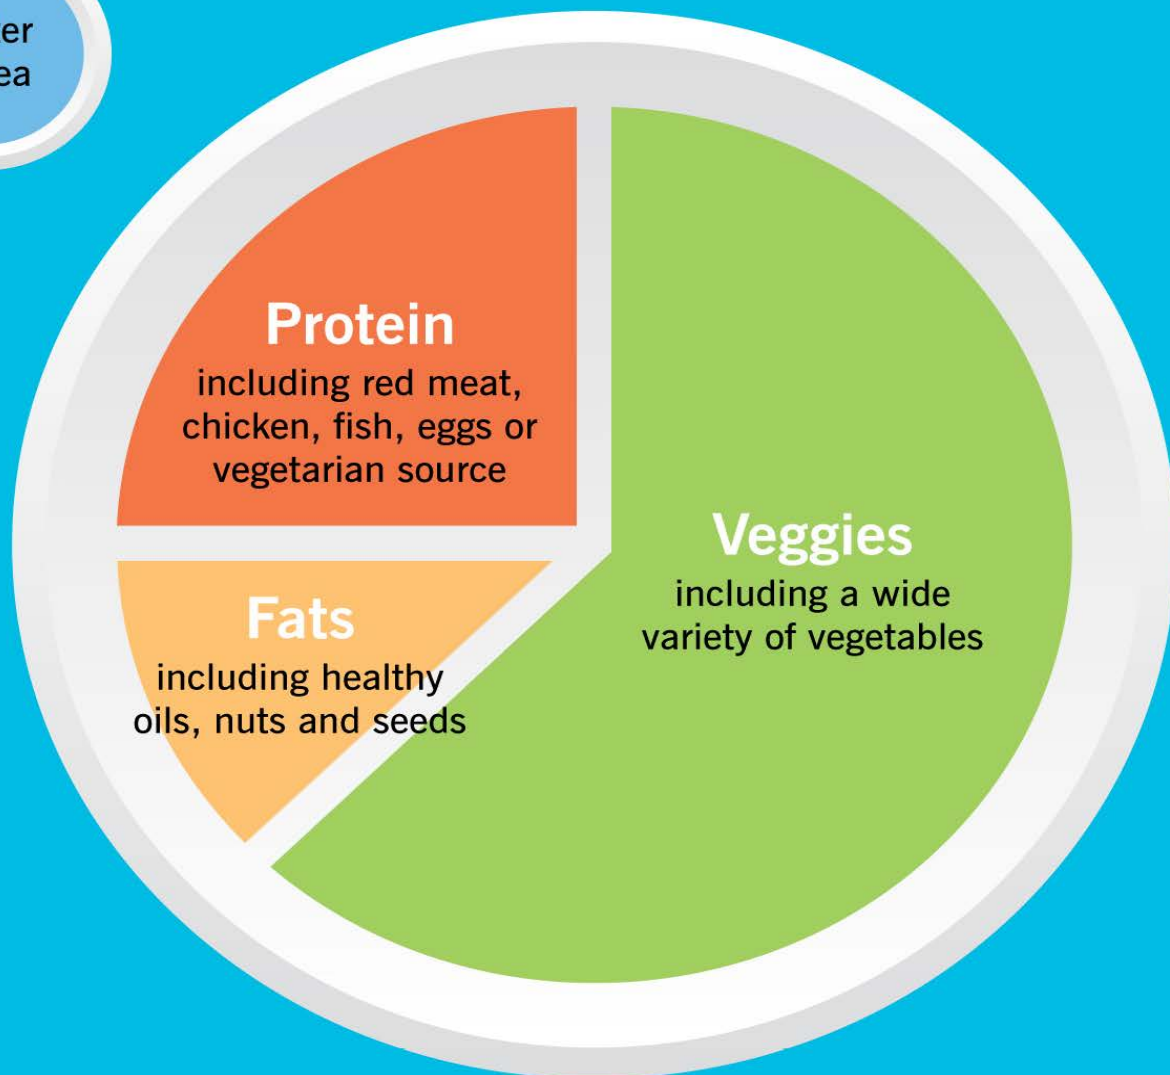 Protein
including red meat,
chicken, fish, eggs or
vegetarian source
Fats
including healthy
oils, nuts and seeds
Veggies
including a wide
variety of vegetables